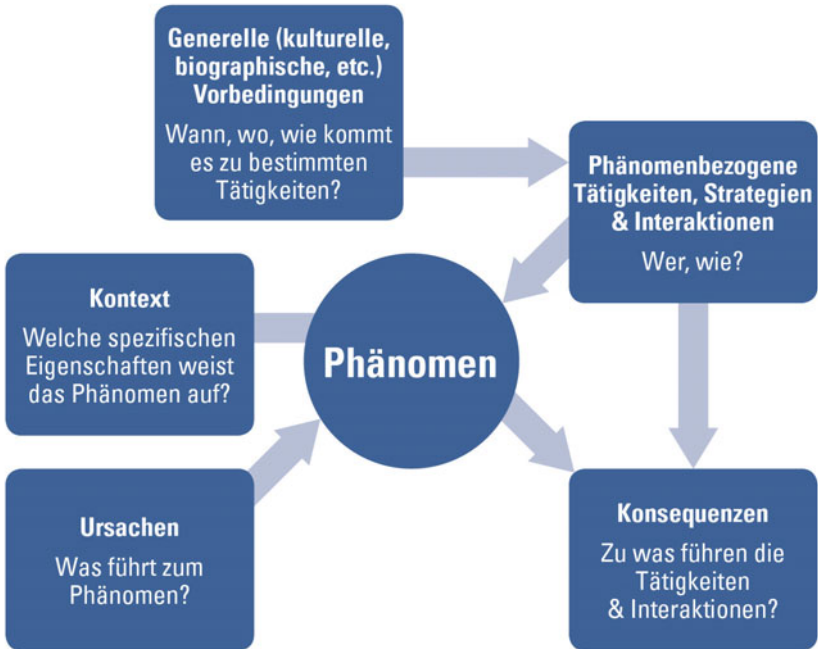 Generelle (kulturelle,
biographische, etc.)
Vorbedingungen
Wann, wo, wie kommt
es zu bestimmten
Tätigkeiten?
Phänomenbezogene
Tätigkeiten, Strategien
& Interaktionen
Wer, wie?
Kontext
Welche spezifischen
Eigenschaften weist
das Phänomen auf?
Phänomen
Ursachen
Was führt zum
Phänomen?
Konsequenzen
Zu was führen die
Tätigkeiten
& Interaktionen?